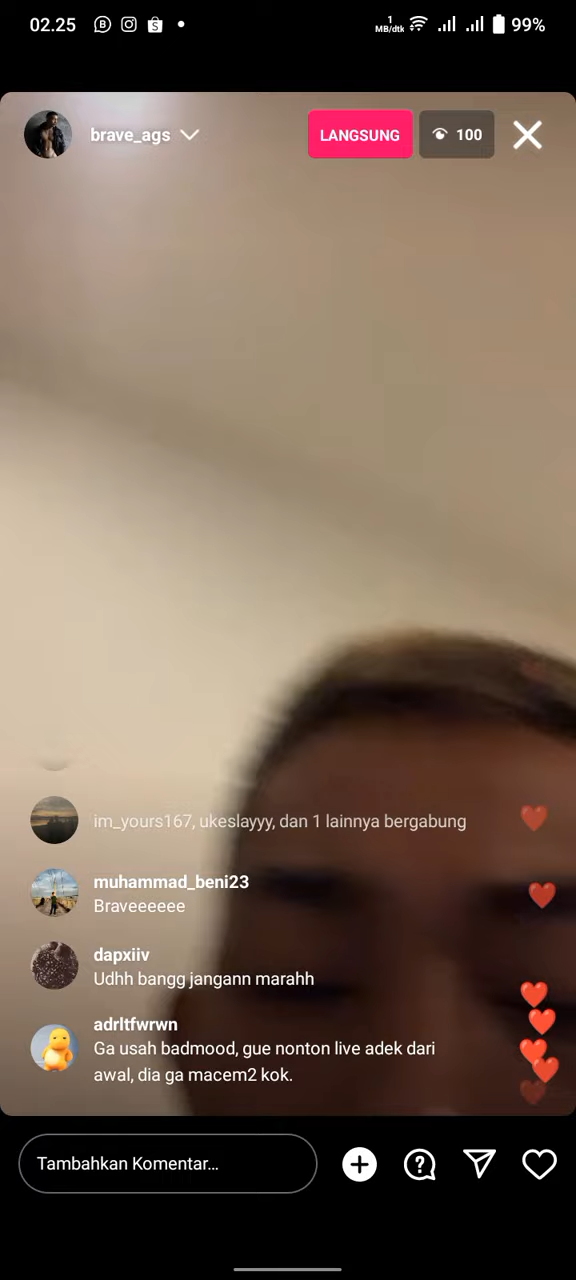 02.25
1
MB/dtk
99%
brave_ags
LANGSUNG
100
im_yours167, ukeslayyy, dan 1 lainnya bergabung
muhammad_beni23
Braveeeeee
dapxiiv
Udhh bangg jangann marahh
adrltfwrwn
Ga usah badmood, gue nonton live adek dari
awal, dia ga macem2 kok.
Tambahkan Komentar...